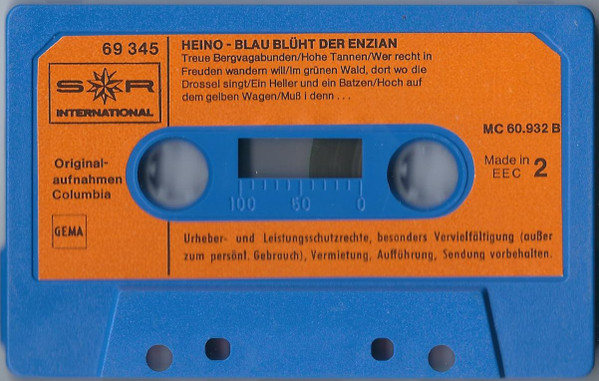 69 345
S R
INTERNATIONAL
HEINO - BLAU BLÜHT DER ENZIAN
Treue Bergvagabunden/Hohe Tannen/Wer recht in
Freuden wandern will/Im grünen Wald, dort wo die
Drossel singt/Ein Heller und ein Batzen/Hoch auf
dem gelben Wagen/Muß i denn . . .
MC 60.932 B
Original-
aufnahmen
Columbia
Made in
EEC 2
100 50 0
GEMA
Urheber- und Leistungsschutzrechte, besonders Vervielfältigung (außer
zum persönl. Gebrauch), Vermietung, Aufführung, Sendung vorbehalten.